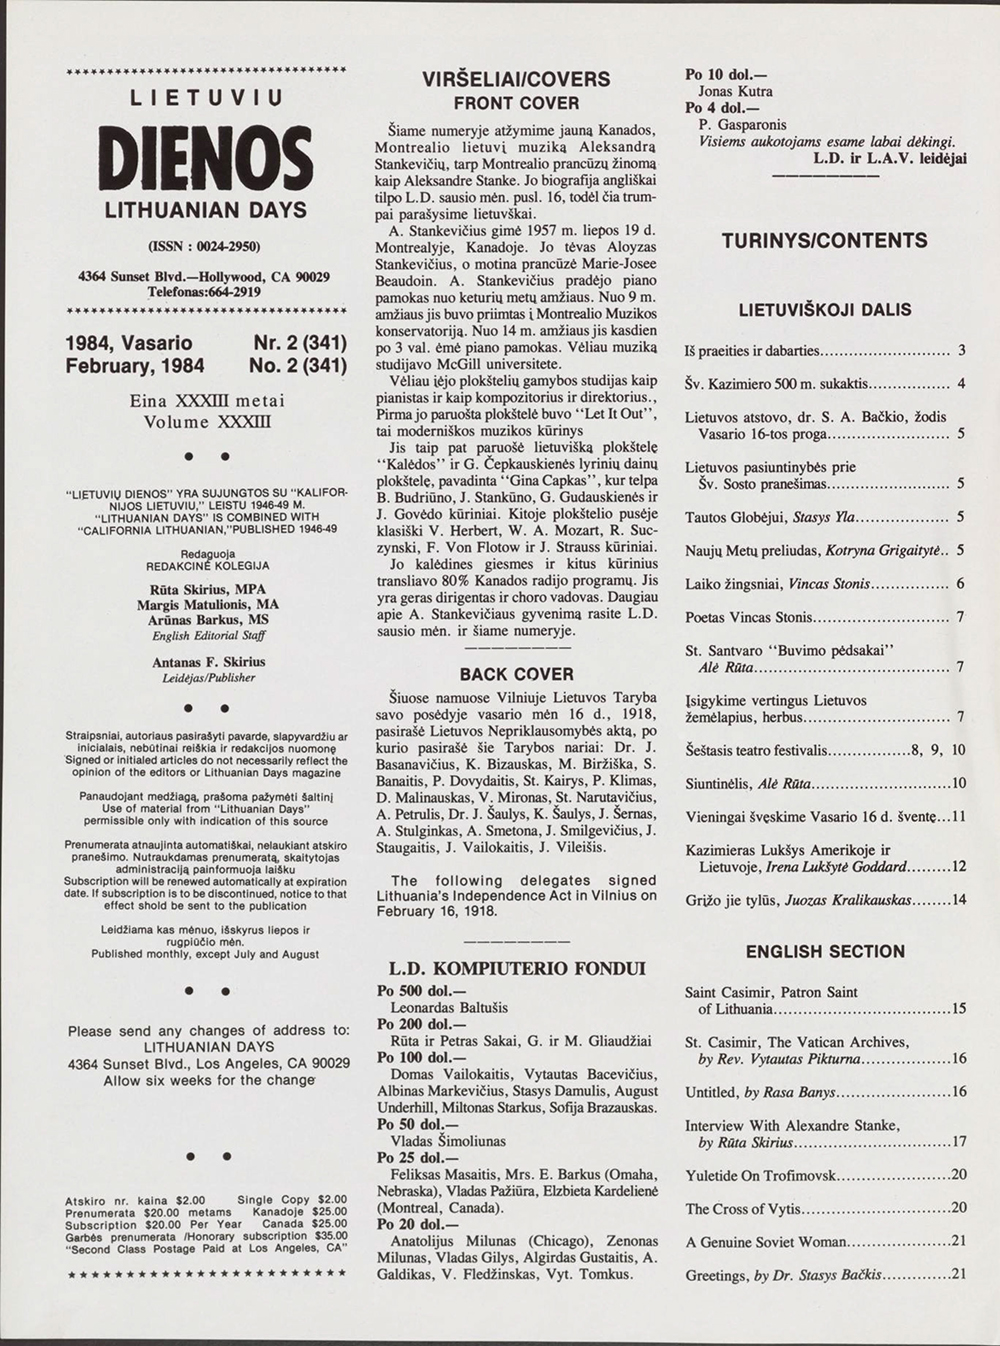 LIETUVIU
DIENOS
LITHUANIAN DAYS
(ISSN : 0024-2950)
4364 Sunset Blvd.—Hollywood, CA 90029
Telefonas:664-2919
1984, Vasario Nr. 2 (341)
February, 1984 No. 2 (341)
Eina XXXIII metai
Volume XXXIII
"LIETUVIŲ DIENOS" YRA SUJUNGTOS SU "KALIFOR-
NIJOS LIETUVIU," LEISTU 1946-49 M.
"LITHUANIAN DAYS" IS COMBINED WITH
"CALIFORNIA LITHUANIAN,"PUBLISHED 1946-49
Redaguoja
REDAKCINĖ KOLEGIJA
Rūta Skirius, MPA
Margis Matulionis, MA
Arūnas Barkus, MS
English Editorial Staff
Antanas F. Skirius
Leidėjas/Publisher
Straipsniai, autoriaus pasirašyti pavarde, slapyvardžiu ar
inicialais, nebūtinai reiškia ir redakcijos nuomonę
Signed or initialed articles do not necessarily reflect the
opinion of the editors or Lithuanian Days magazine
Panaudojant medžiagą, prašoma pažymėti šaltinį
Use of material from "Lithuanian Days"
permissible only with indication of this source
Prenumerata atnaujinta automatiškai, nelaukiant atskiro
pranešimo. Nutraukdamas prenumeratą, skaitytojas
administraciją painformuoja laišku
Subscription will be renewed automatically at expiration
date. If subscription is to be discontinued, notice to that
effect shold be sent to the publication
Leidžiama kas mėnuo, išskyrus liepos ir
rugpiūčio mėn.
Published monthly, except July and August
Please send any changes of address to:
LITHUANIAN DAYS
4364 Sunset Blvd., Los Angeles, CA 90029
Allow six weeks for the change
Atskiro nr. kaina $2.00 Single Copy $2.00
Prenumerata $20.00 metams Kanadoje $25.00
Subscription $20.00 Per Year Canada $25.00
Garbės prenumerata /Honorary subscription $35.00
"Second Class Postage Paid at Los Angeles, CA"
VIRŠELIAI/COVERS
FRONT COVER
Šiame numeryje atžymime jauną Kanados,
Montrealio lietuvį muziką Aleksandrą
Stankevičių, tarp Montrealio prancūzų žinomą
kaip Aleksandre Stanke. Jo biografija angliškai
tilpo L.D. sausio mėn. pusl. 16, todėl čia trum-
pai parašysime lietuvškai.
A. Stankevičius gimė 1957 m. liepos 19 d.
Montrealyje, Kanadoje. Jo tėvas Aloyzas
Stankevičius, o motina prancūzė Marie-Josee
Beaudoin. A. Stankevičius pradėjo piano
pamokas nuo keturių metų amžiaus. Nuo 9 m.
amžiaus jis buvo priimtas į Montrealio Muzikos
konservatoriją. Nuo 14 m. amžiaus jis kasdien
po 3 val. ėmė piano pamokas. Vėliau muziką
studijavo McGill universitete.
Vėliau įėjo plokštelių gamybos studijas kaip
pianistas ir kaip kompozitorius ir direktorius.,
Pirma jo paruošta plokštelė buvo "Let It Out",
tai moderniškos muzikos kūrinys
Jis taip pat paruošė lietuvišką plokštelę
"Kalėdos" ir G. Čepkauskienės lyrinių dainų
plokštelę, pavadinta "Gina Capkas", kur telpa
B. Budriūno, J. Stankūno, G. Gudauskienės ir
J. Govėdo kūriniai. Kitoje plokštelio pusėje
klasiški V. Herbert, W. A. Mozart, R. Suc-
zynski, F. Von Flotow ir J. Strauss kūriniai.
Jo kalėdines giesmes ir kitus kūrinius
transliavo 80% Kanados radijo programų. Jis
yra geras dirigentas ir choro vadovas. Daugiau
apie A. Stankevičiaus gyvenimą rasite L.D.
sausio mėn. ir šiame numeryje.
BACK COVER
Šiuose namuose Vilniuje Lietuvos Taryba
savo posėdyje vasario mėn 16 d., 1918,
pasirašė Lietuvos Nepriklausomybės aktą, po
kurio pasirašė šie Tarybos nariai: Dr. J.
Basanavičius, K. Bizauskas, M. Biržiška, S.
Banaitis, P. Dovydaitis, St. Kairys, P. Klimas,
D. Malinauskas, V. Mironas, St. Narutavičius,
A. Petrulis, Dr. J. Šaulys, K. Šaulys, J. Šernas,
A. Stulginkas, A. Smetona, J. Smilgevičius, J.
Staugaitis, J. Vailokaitis, J. Vileišis.
The following delegates signed
Lithuania's Independence Act in Vilnius on
February 16, 1918.
L.D. KOMPIUTERIO FONDUI
Po 500 dol.—
Leonardas Baltušis
Po 200 dol.—
Rūta ir Petras Sakai, G. ir M. Gliaudžiai
Po 100 dol.—
Domas Vailokaitis, Vytautas Bacevičius,
Albinas Markevičius, Stasys Damulis, August
Underhill, Miltonas Starkus, Sofija Brazauskas.
Po 50 dol.—
Vladas Šimoliunas
Po 25 dol.—
Feliksas Masaitis, Mrs. E. Barkus (Omaha,
Nebraska), Vladas Pažiūra, Elzbieta Kardelienė
(Montreal, Canada).
Po 20 dol.—
Anatolijus Milunas (Chicago), Zenonas
Milunas, Vladas Gilys, Algirdas Gustaitis, A.
Galdikas, V. Fledžinskas, Vyt. Tomkus.
Po 10 dol.—
Jonas Kutra
Po 4 dol.—
P. Gasparonis
Visiems aukotojams esame labai dėkingi.
L.D. ir L.A.V. leidėjai
TURINYS/CONTENTS
LIETUVIŠKOJI DALIS
Iš praeities ir dabarties........................... 3
Šv. Kazimiero 500 m. sukaktis................. 4
Lietuvos atstovo, dr. S. A. Bačkio, žodis
Vasario 16-tos proga......................... 5
Lietuvos pasiuntinybės prie
Šv. Sosto pranešimas......................... 5
Tautos Globėjui, Stasys Yla.................... 5
Naujų Metų preliudas, Kotryna Grigaitytė.. 5
Laiko žingsniai, Vincas Stonis................ 6
Poetas Vincas Stonis............................ 7
St. Santvaro "Buvimo pėdsakai"
Alė Rūta........................................ 7
Įsigykime vertingus Lietuvos
žemėlapius, herbus.............................. 7
Šeštasis teatro festivalis.................8, 9, 10
Siuntinėlis, Alė Rūta.............................10
Vieningai švęskime Vasario 16 d. šventę...11
Kazimieras Lukšys Amerikoje ir
Lietuvoje, Irena Lukšytė Goddard.........12
Grįžo jie tylūs, Juozas Kralikauskas........14
ENGLISH SECTION
Saint Casimir, Patron Saint
of Lithuania.....................................15
St. Casimir, The Vatican Archives,
by Rev. Vytautas Pikturna..................16
Untitled, by Rasa Banys........................16
Interview With Alexandre Stanke,
by Rūta Skirius................................17
Yuletide On Trofimovsk........................20
The Cross of Vytis...............................20
A Genuine Soviet Woman.....................21
Greetings, by Dr. Stasys Bačkis..............21